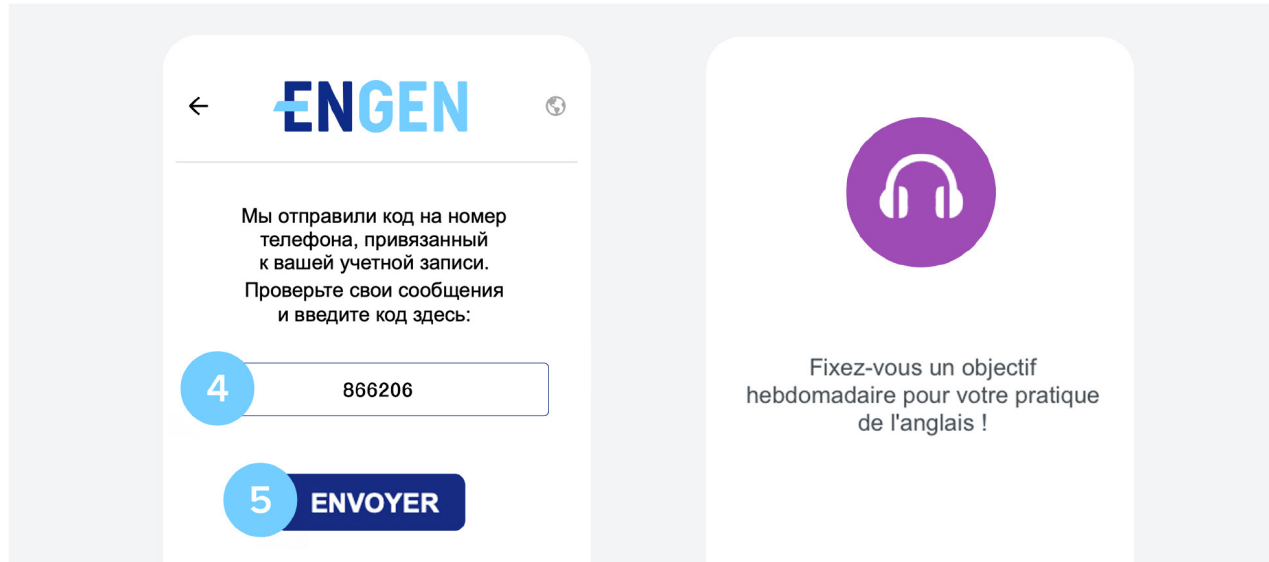 ENGEN
Мы отправили код на номер
телефона, привязанный
к вашей учетной записи.
Проверьте свои сообщения
и введите код здесь:
4
866206
5
ENVOYER
Fixez-vous un objectif
hebdomadaire pour votre pratique
de l'anglais !